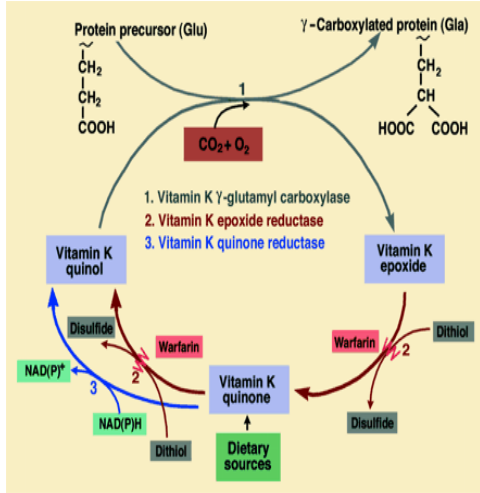 Protein precursor (Glu)
γ-Carboxylated protein (Gla)
CH₂
CH₂
COOH
CH₂
CH
HOOC COOH
1
CO₂+ O₂
1. Vitamin K γ-glutamyl carboxylase
2. Vitamin K epoxide reductase
3. Vitamin K quinone reductase
Vitamin K
quinol
Vitamin K
epoxide
Disulfide
Warfarin
Warfarin
Dithiol
2
2
NAD(P)⁺
3
Vitamin K
quinone
NAD(P)H
Dithiol
Disulfide
Dietary
sources